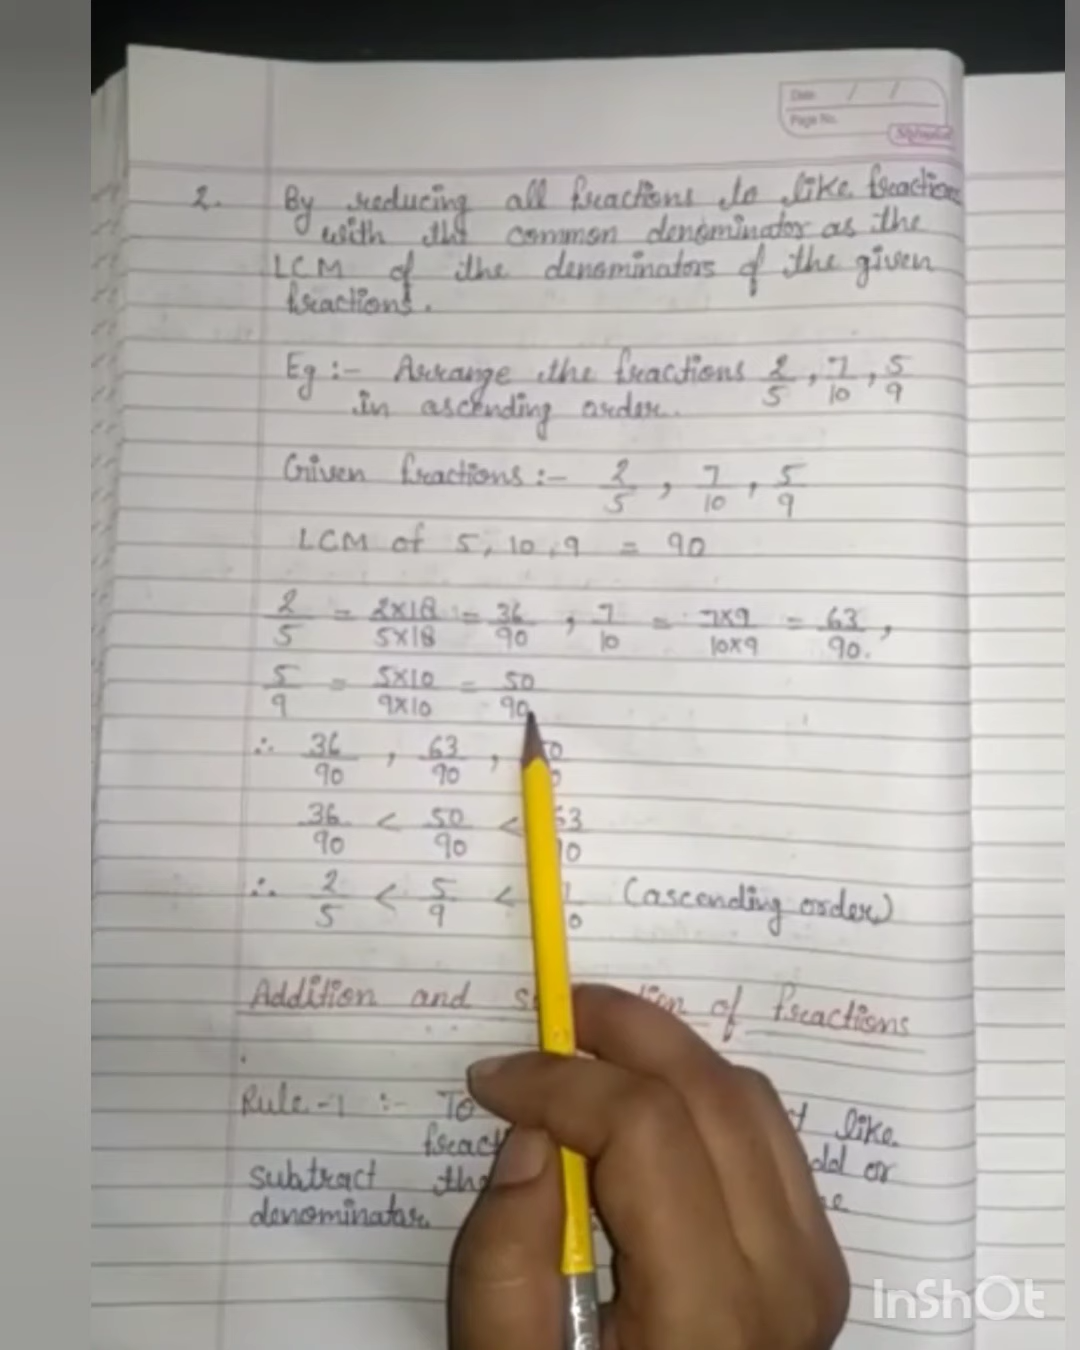 Date / /
Page No.
2. By reducing all fractions to like fraction
with the common denominator as the
LCM of the denominators of the given
fractions.
Eg :- Arrange the fractions 2/5, 7/10, 5/9
in ascending order.
Given fractions :- 2/5, 7/10, 5/9
LCM of 5, 10, 9 = 90
2/5 = 2×18/5×18 = 36/90, 7/10 = 7×9/10×9 = 63/90,
5/9 = 5×10/9×10 = 50/90
∴ 36/90, 63/90,
36/90 < 50/90 < 63
∴ 2/5 < 5/9 < (ascending order)
Addition and of fractions
Rule-1 :- To like
subtract the or
denominator.
InShOt